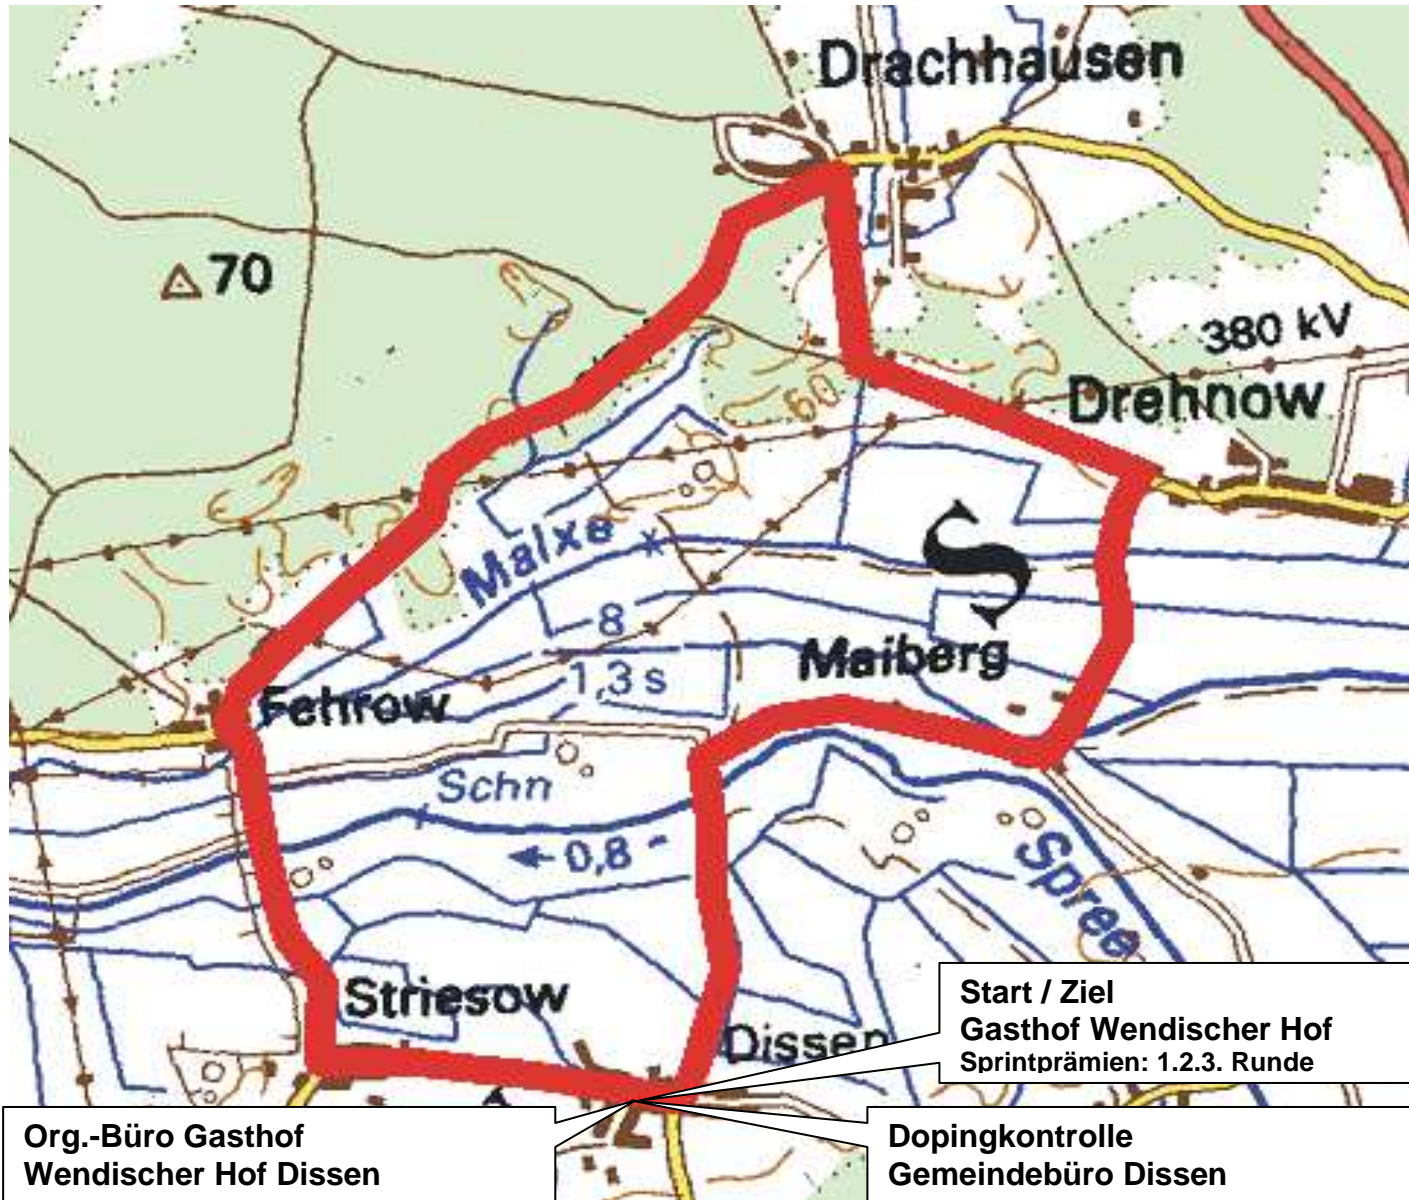 Drachhausen
70
380 kV
Drehnow
60
S
Malxe
8
1,3 s
Maiberg
Fehrow
Schn
0,8
Spree
Striesow
Dissen
Start / Ziel
Gasthof Wendischer Hof
Sprintprämien: 1.2.3. Runde
Org.-Büro Gasthof
Wendischer Hof Dissen
Dopingkontrolle
Gemeindebüro Dissen